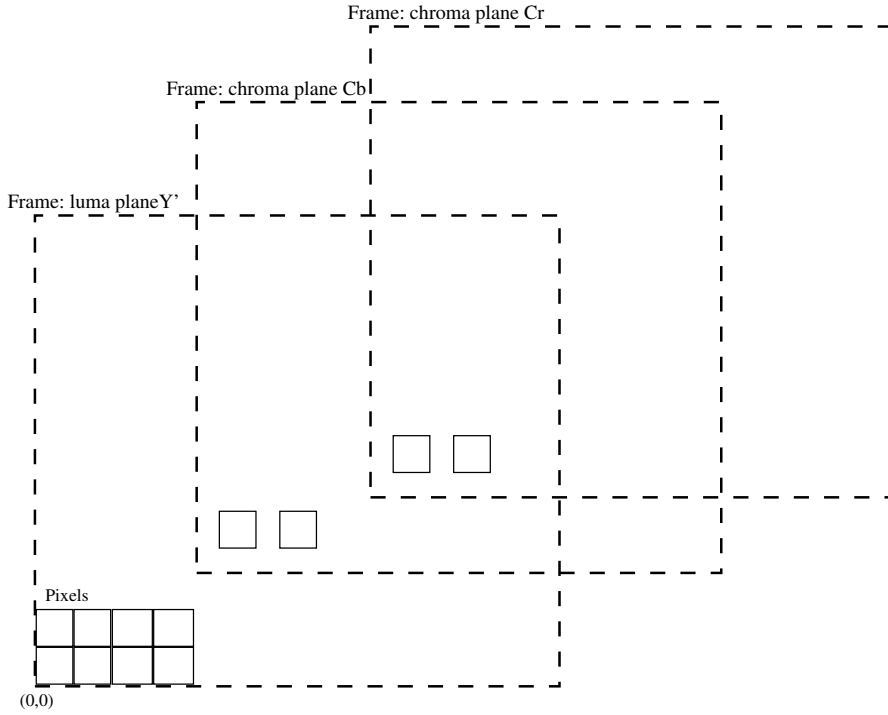 Frame: chroma plane Cr
Frame: chroma plane Cb
Frame: luma planeY’
Pixels
(0,0)